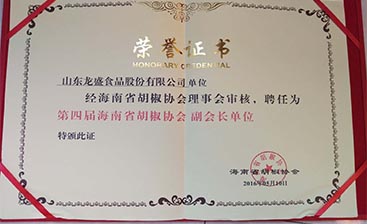 荣誉证书
HONORARY CREDENTIAL
山东龙盛食品股份有限公司单位
经海南省胡椒协会理事会审核，聘任为
第四届海南省胡椒协会 副会长单位
特颁此证
海南省胡椒协会